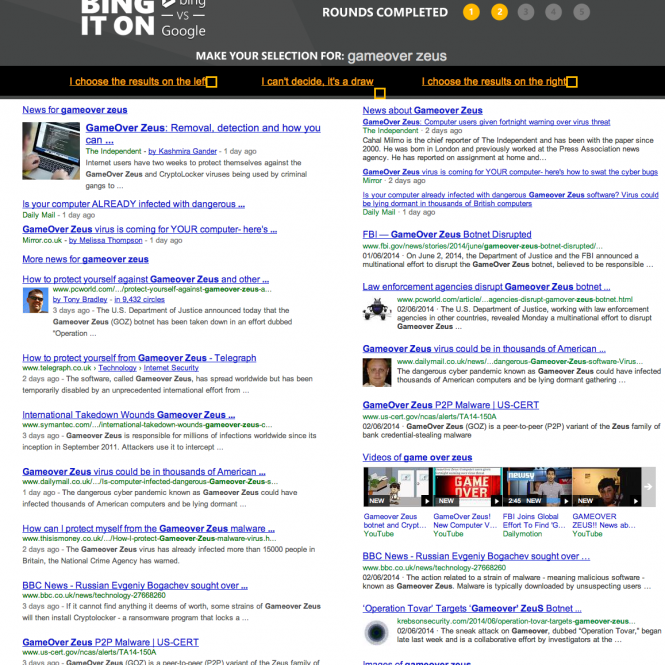 BING
IT ON
bing
VS
Google
ROUNDS COMPLETED 1 2 3 4 5
MAKE YOUR SELECTION FOR: gameover zeus
I choose the results on the left
I can't decide, it's a draw
I choose the results on the right
News for gameover zeus
GameOver Zeus: Removal, detection and how you
can ...
The Independent - by Kashmira Gander - 1 day ago
Internet users have two weeks to protect themselves against the
GameOver Zeus and CryptoLocker viruses being used by criminal
gangs to ...
Is your computer ALREADY infected with dangerous ...
Daily Mail - 1 day ago
GameOver Zeus virus is coming for YOUR computer- here's ...
Mirror.co.uk - by Melissa Thompson - 1 day ago
More news for gameover zeus
How to protect yourself against Gameover Zeus and other ...
www.pcworld.com/.../protect-yourself-against-gameover-zeus-a...
by Tony Bradley - in 9,432 circles
3 days ago - The U.S. Department of Justice announced today that the
Gameover Zeus (GOZ) botnet has been taken down in an effort dubbed
"Operation ...
How to protect yourself from Gameover Zeus - Telegraph
www.telegraph.co.uk › Technology › Internet Security
2 days ago - The software, called Gameover Zeus, has spread worldwide but has been
temporarily disabled by an unprecedented international effort from ...
International Takedown Wounds Gameover Zeus ...
www.symantec.com/.../international-takedown-wounds-gameover-zeus-c...
3 days ago - Gameover Zeus is responsible for millions of infections worldwide since its
inception in September 2011. Attackers use it to intercept ...
Gameover Zeus virus could be in thousands of American ...
www.dailymail.co.uk/.../Is-computer-infected-dangerous-Gameover-Zeus-s...
1 day ago - The dangerous cyber pandemic known as Gameover Zeus could have
infected thousands of American computers and be lying dormant ...
How can I protect myself from the Gameover Zeus malware ...
www.thisismoney.co.uk/.../How-I-protect-Gameover-Zeus-malware-virus.h...
2 days ago - The Gameover Zeus virus has already infected more than 15000 people in
Britain, the National Crime Agency has warned.
BBC News - Russian Evgeniy Bogachev sought over ...
www.bbc.co.uk/news/technology-27668260
3 days ago - If it cannot find anything it deems of worth, some strains of Gameover Zeus
will then install Cryptolocker - a ransomware program that locks a ...
GameOver Zeus P2P Malware | US-CERT
www.us-cert.gov/ncas/alerts/TA14-150A
3 days ago - GameOver Zeus (GOZ) is a peer-to-peer (P2P) variant of the Zeus
News about Gameover Zeus
GameOver Zeus: Computer users given fortnight warning over virus threat
The Independent · 2 days ago
Cahal Milmo is the chief reporter of The Independent and has been with the paper since
2000. He was born in London and previously worked at the Press Association news
agency. He has reported on assignment at home and...
GameOver Zeus virus is coming for YOUR computer- here's how to swat the cyber bugs
Mirror · 2 days ago
Is your computer already infected with dangerous Gameover Zeus software? Virus could
be lying dormant in thousands of British computers
Daily Mail · 1 day ago
FBI — GameOver Zeus Botnet Disrupted
www.fbi.gov/news/stories/2014/june/gameover-zeus-botnet-disrupted/...
01/06/2014 · On June 2, 2014, the Department of Justice and the FBI announced a
multinational effort to disrupt the GameOver Zeus botnet, believed to be responsible ...
Law enforcement agencies disrupt Gameover Zeus botnet ...
www.pcworld.com/article/...agencies-disrupt-gamover-zeus-botnet.html
02/06/2014 · The U.S. Department of Justice, working with law enforcement
agencies in other countries, revealed Monday a multinational effort to disrupt
Gameover Zeus ...
Gameover Zeus virus could be in thousands of American ...
www.dailymail.co.uk/news/...dangerous-Gameover-Zeus-software-Virus...
The dangerous cyber pandemic known as Gameover Zeus could have infected
thousands of American computers and be lying dormant gathering ...
GameOver Zeus P2P Malware | US-CERT
www.us-cert.gov/ncas/alerts/TA14-150A
02/06/2014 · GameOver Zeus (GOZ) is a peer-to-peer (P2P) variant of the Zeus family of
bank credential-stealing malware
Videos of game over zeus
GAME
OVER
newsy
NEW
NEW
2:45 NEW
NEW
Gameover Zeus
botnet and Crypt...
YouTube
GameOver Zeus!
New Computer V...
YouTube
FBI Joins Global
Effort To Find 'G...
Dailymotion
GAMEOVER
ZEUS!! News ab...
YouTube
BBC News - Russian Evgeniy Bogachev sought over ...
www.bbc.co.uk/news/technology-27668260
02/06/2014 · The action related to a strain of malware - meaning malicious software -
known as Gameover Zeus. Malware is typically downloaded by unsuspecting users ...
'Operation Tovar' Targets 'Gameover' ZeuS Botnet ...
krebsonsecurity.com/2014/06/operation-tovar-targets-gameover-zeus...
02/06/2014 · The sneak attack on Gameover, dubbed “Operation Tovar,” began
late last week and is a collaborative effort by investigators at the ...
Images of gameover zeus